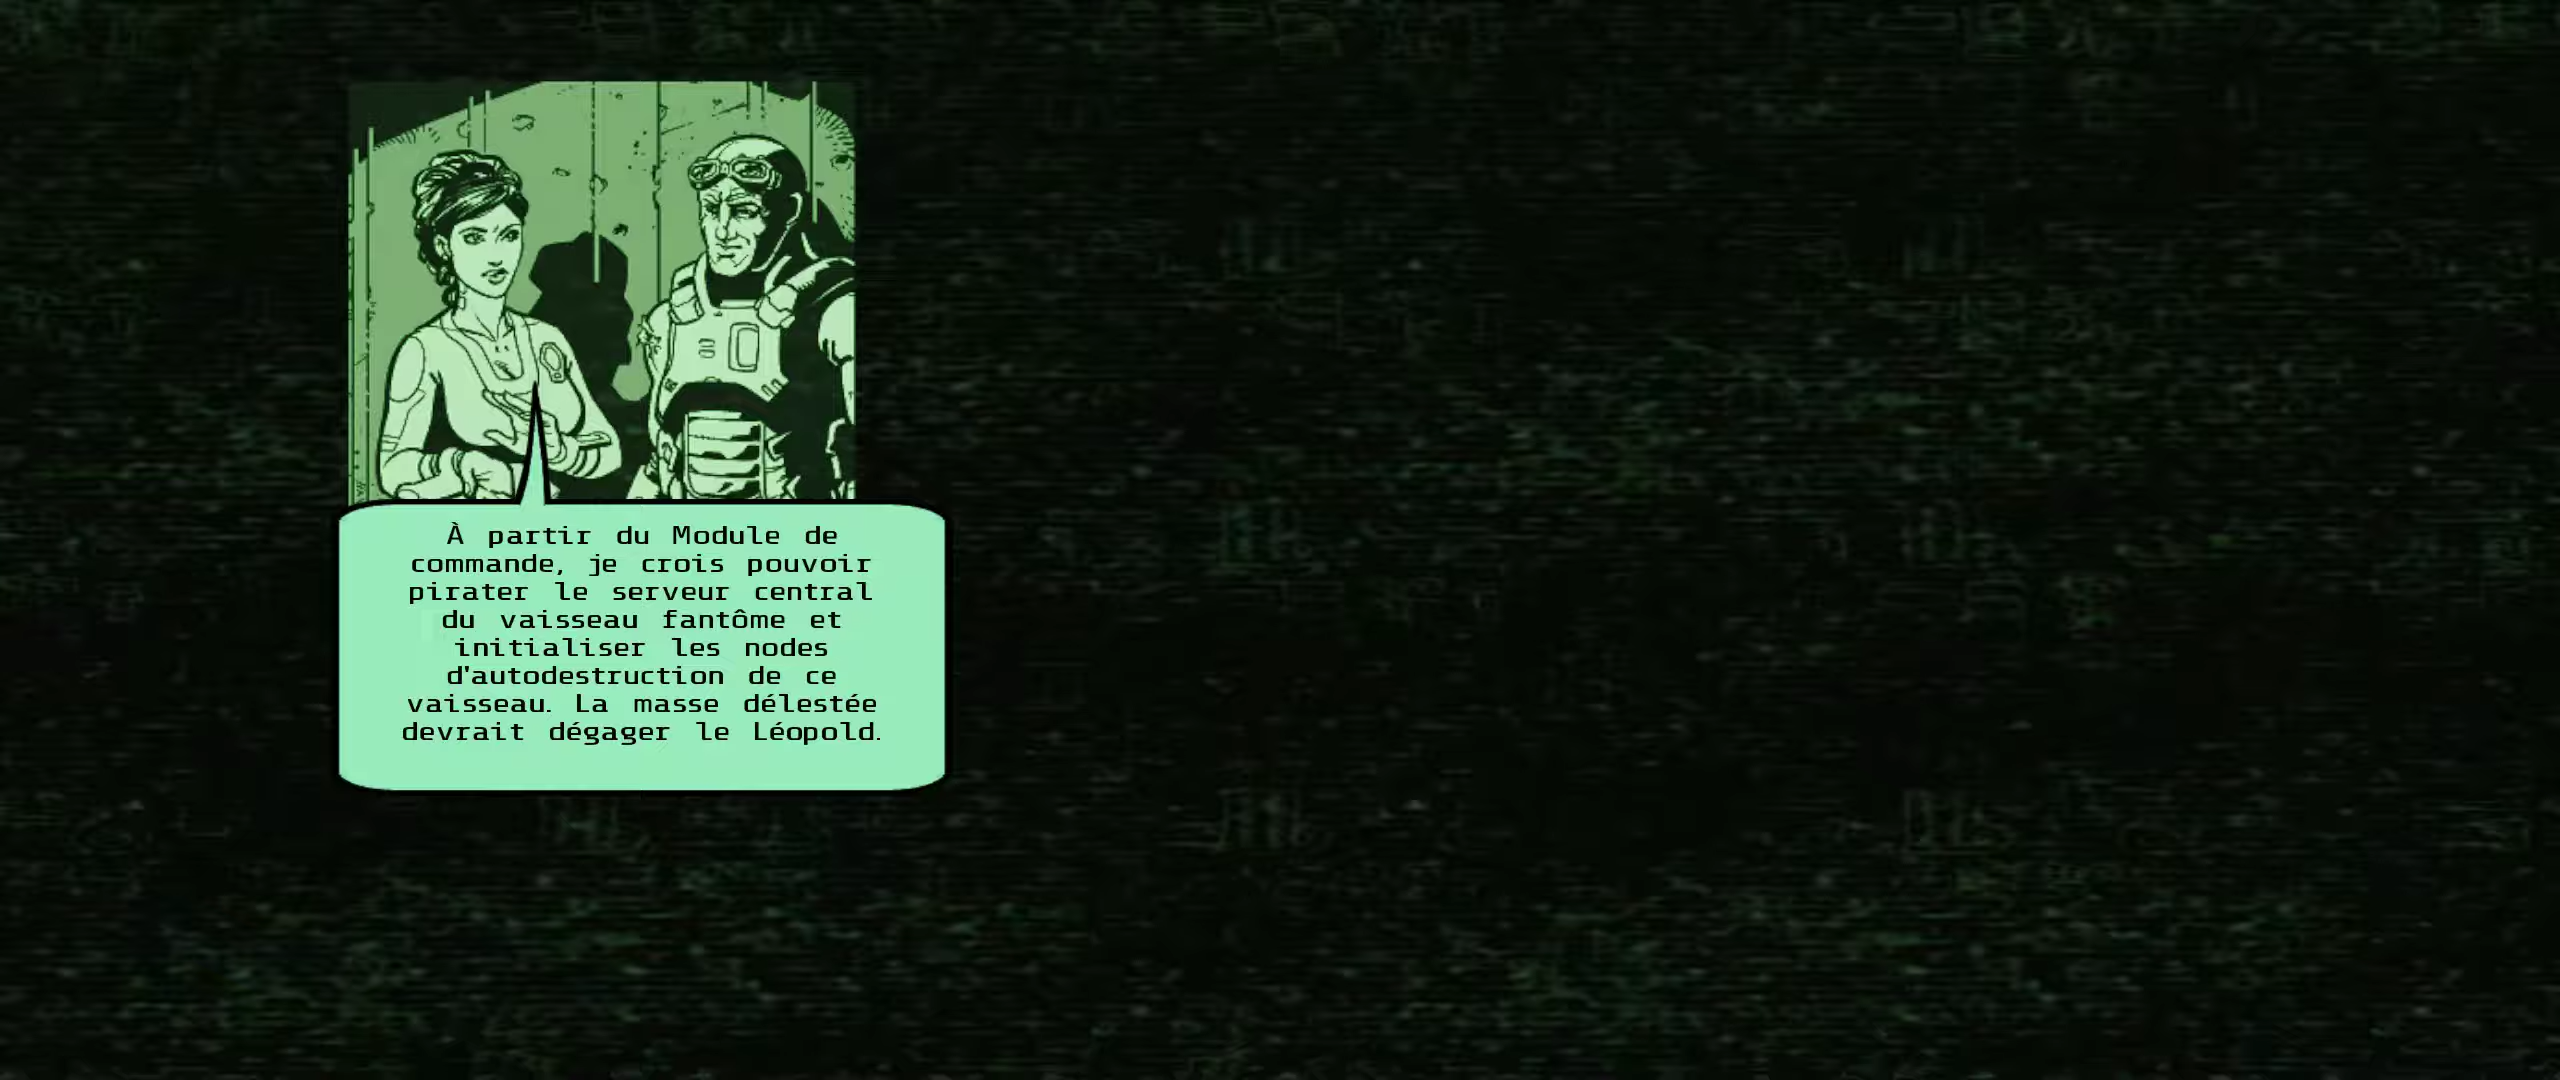 À partir du Module de
commande, je crois pouvoir
pirater le serveur central
du vaisseau fantôme et
initialiser les nodes
d'autodestruction de ce
vaisseau. La masse délestée
devrait dégager le Léopold.